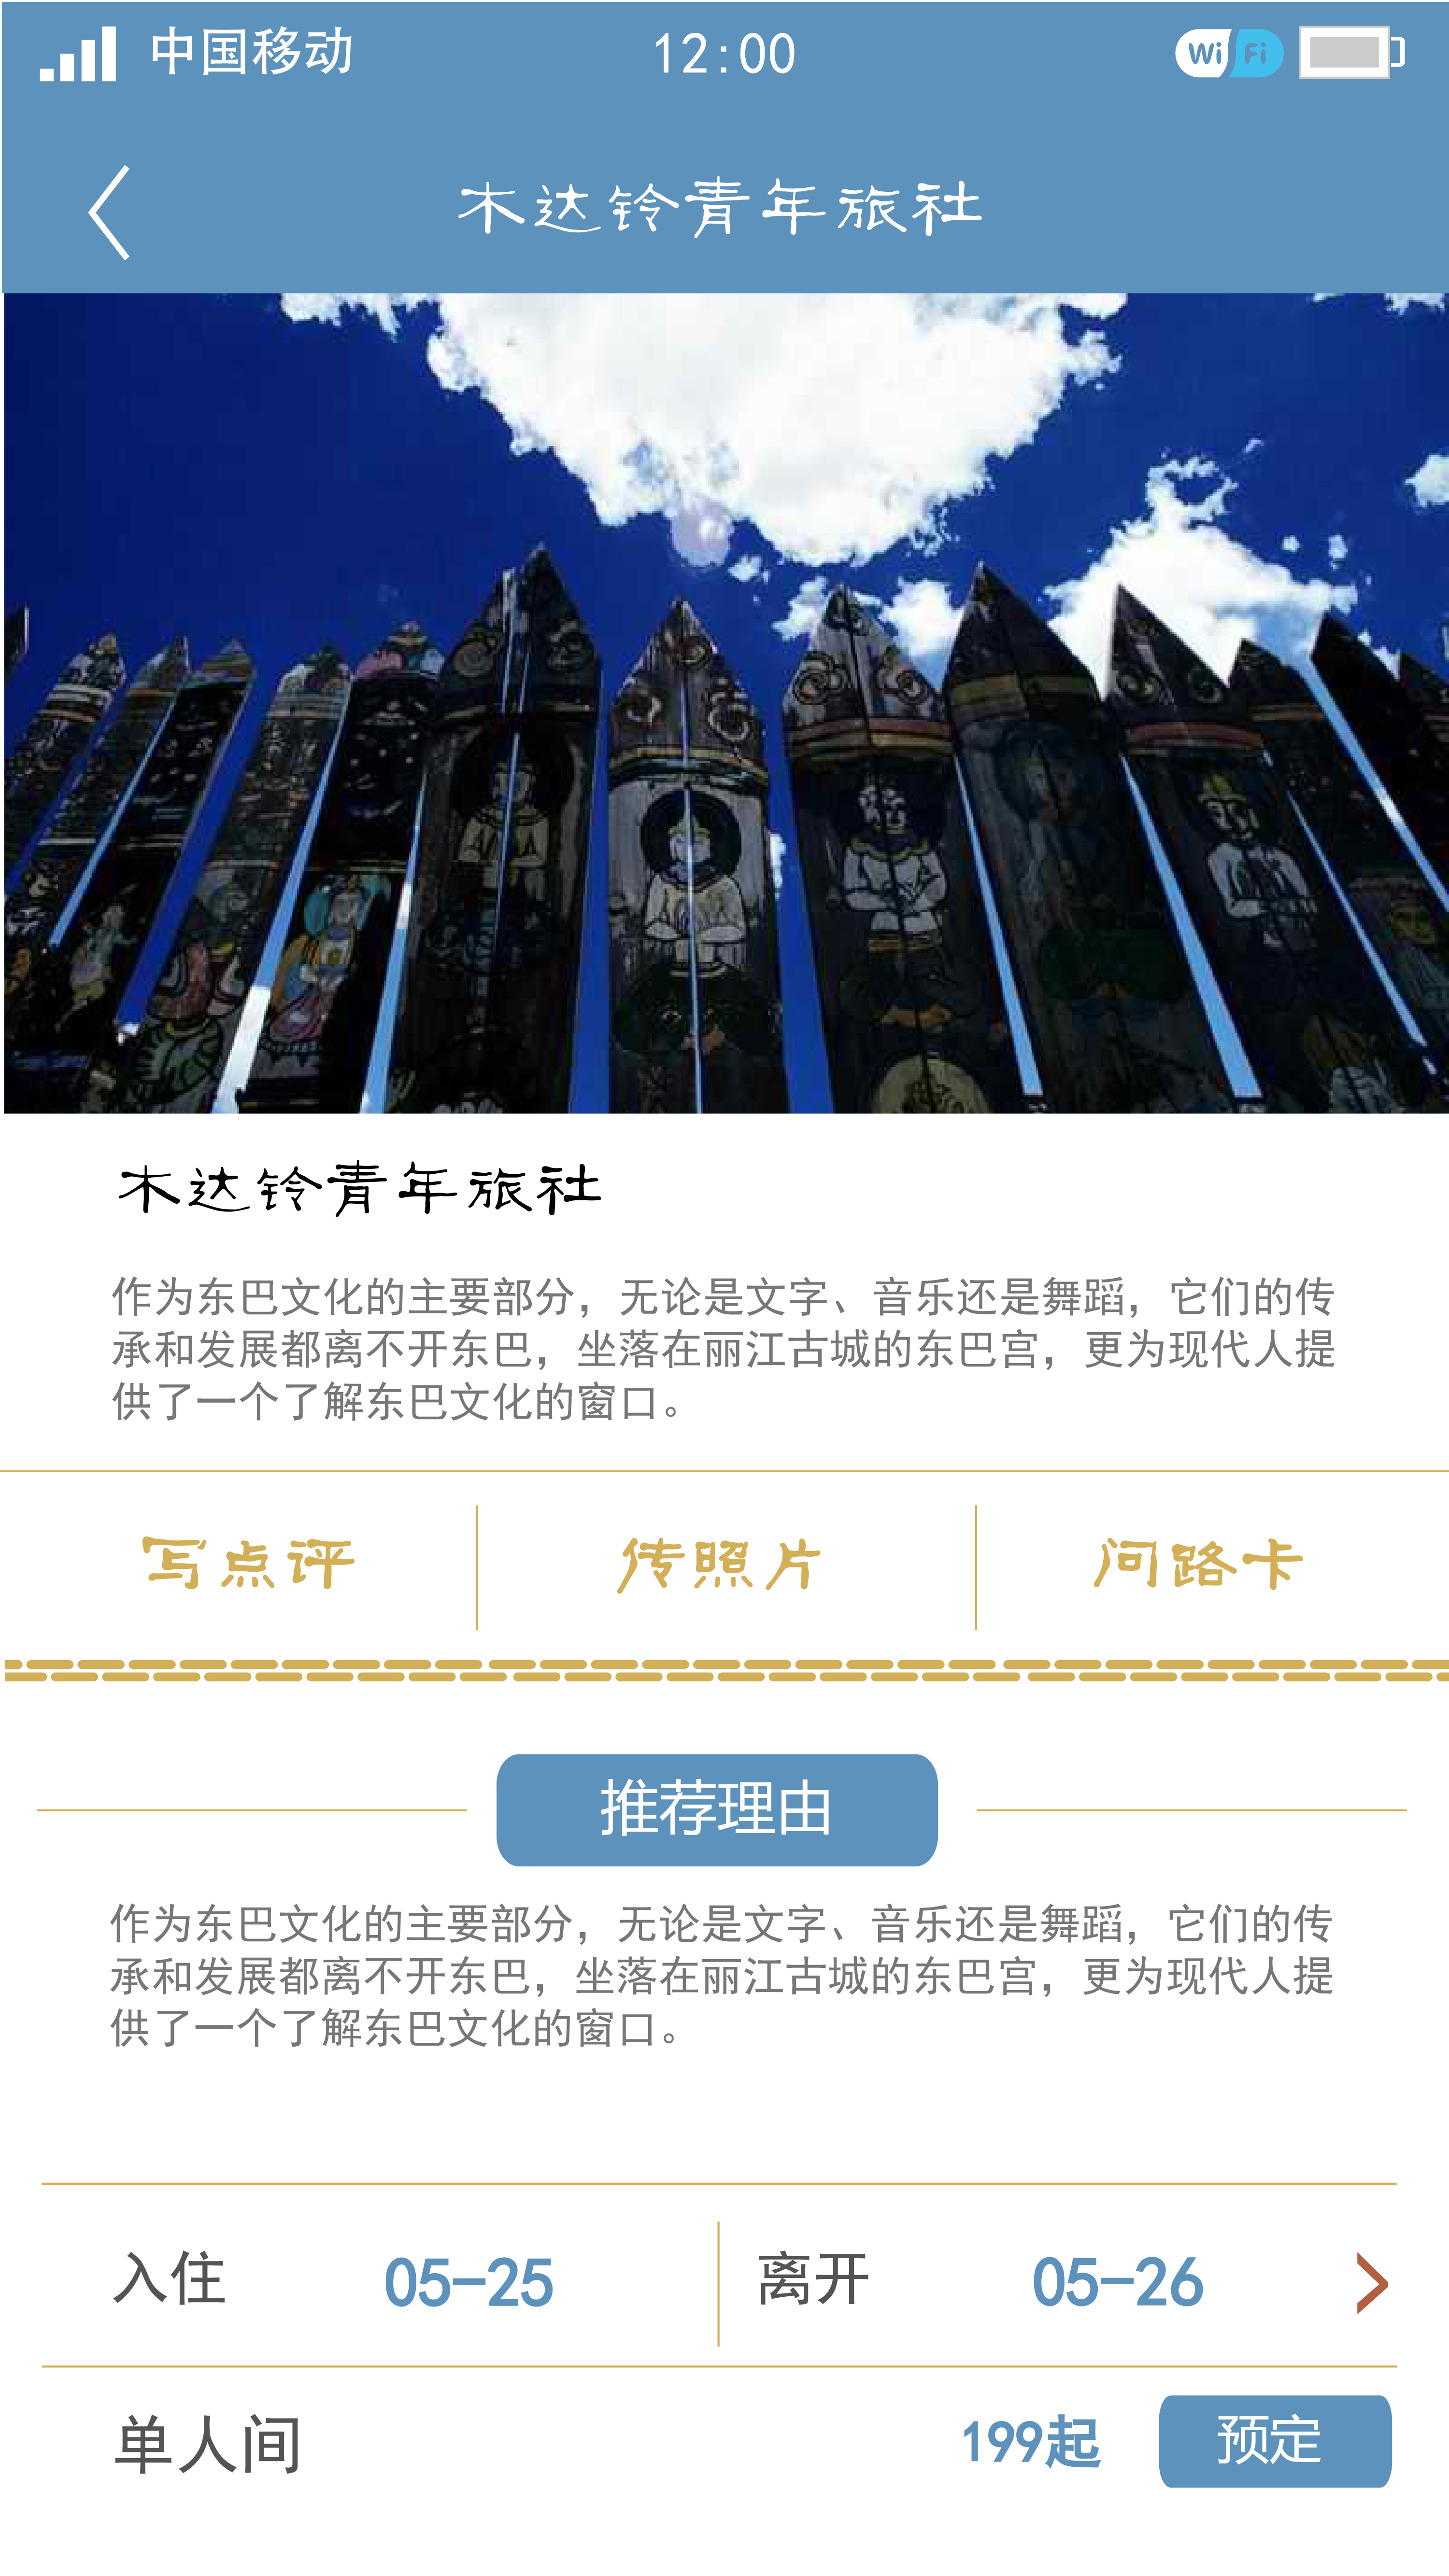 中国移动 12:00 WiFi
木达铃青年旅社
木达铃青年旅社
作为东巴文化的主要部分，无论是文字、音乐还是舞蹈，它们的传
承和发展都离不开东巴，坐落在丽江古城的东巴宫，更为现代人提
供了一个了解东巴文化的窗口。
写点评 传照片 问路卡
推荐理由
作为东巴文化的主要部分，无论是文字、音乐还是舞蹈，它们的传
承和发展都离不开东巴，坐落在丽江古城的东巴宫，更为现代人提
供了一个了解东巴文化的窗口。
入住 05-25 离开 05-26
单人间 199起 预定